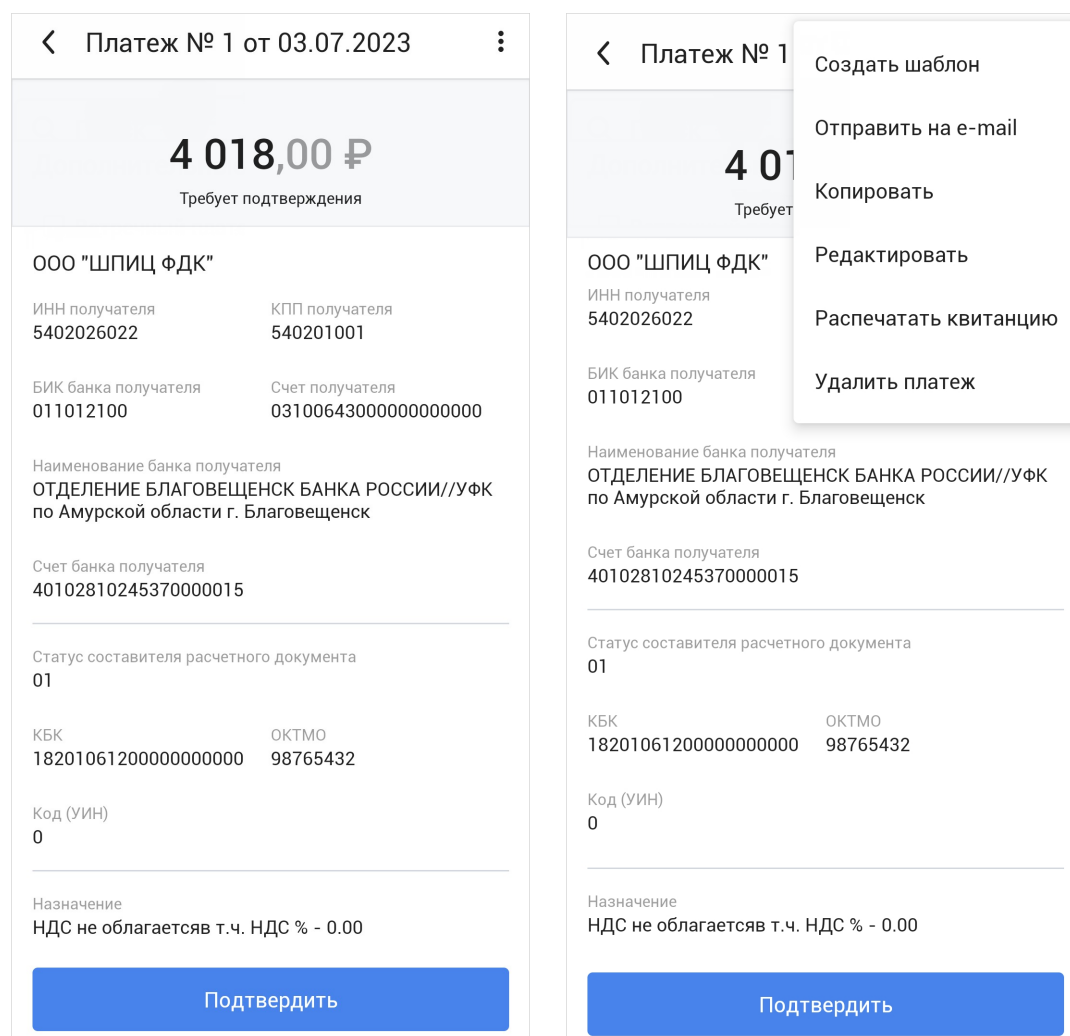 Платеж № 1 от 03.07.2023
4 018,00 ₽
Требует подтверждения
ООО "ШПИЦ ФДК"
ИНН получателя
КПП получателя
5402026022
540201001
БИК банка получателя
Счет получателя
011012100
03100643000000000000
Наименование банка получателя
ОТДЕЛЕНИЕ БЛАГОВЕЩЕНСК БАНКА РОССИИ//УФК
по Амурской области г. Благовещенск
Счет банка получателя
40102810245370000015
Статус составителя расчетного документа
01
КБК
ОКТМО
18201061200000000000
98765432
Код (УИН)
0
Назначение
НДС не облагаетсяв т.ч. НДС % - 0.00
Подтвердить
Платеж № 1
4 01
Требует
Создать шаблон
Отправить на e-mail
Копировать
Редактировать
Распечатать квитанцию
Удалить платеж
ООО "ШПИЦ ФДК"
ИНН получателя
5402026022
БИК банка получателя
011012100
Наименование банка получателя
ОТДЕЛЕНИЕ БЛАГОВЕЩЕНСК БАНКА РОССИИ//УФК
по Амурской области г. Благовещенск
Счет банка получателя
40102810245370000015
Статус составителя расчетного документа
01
КБК
ОКТМО
18201061200000000000
98765432
Код (УИН)
0
Назначение
НДС не облагаетсяв т.ч. НДС % - 0.00
Подтвердить